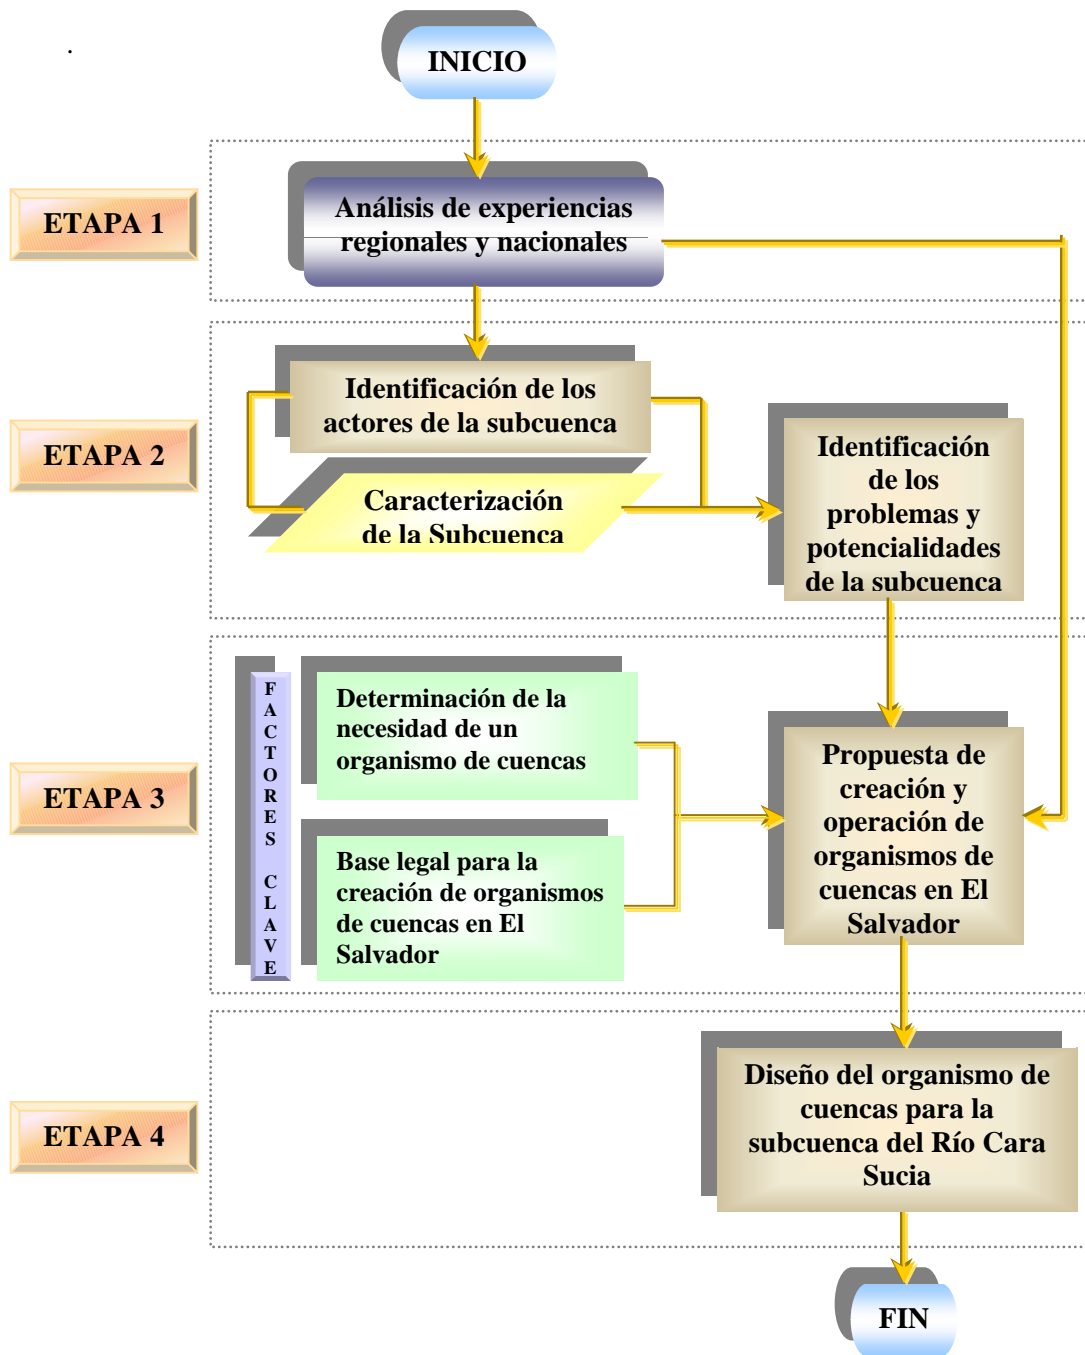 .
INICIO
ETAPA 1
Análisis de experiencias
regionales y nacionales
ETAPA 2
Identificación de los
actores de la subcuenca
Caracterización
de la Subcuenca
Identificación
de los
problemas y
potencialidades
de la subcuenca
ETAPA 3
F
A
C
T
O
R
E
S
C
L
A
V
E
Determinación de la
necesidad de un
organismo de cuencas
Base legal para la
creación de organismos
de cuencas en El
Salvador
Propuesta de
creación y
operación de
organismos de
cuencas en El
Salvador
ETAPA 4
Diseño del organismo de
cuencas para la
subcuenca del Río Cara
Sucia
FIN